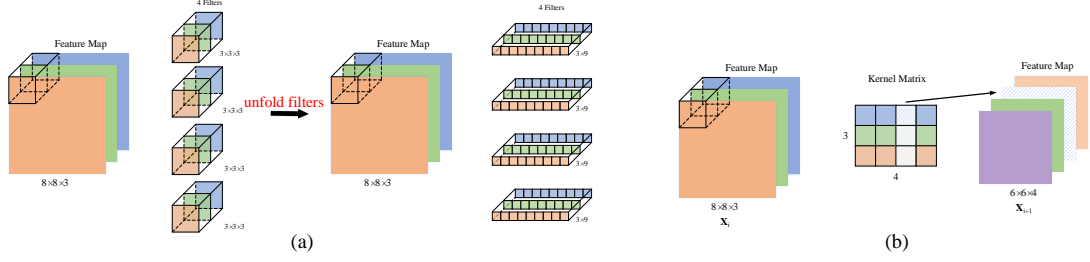 4 Filters
Feature Map
3×3×3
3×3×3
3×3×3
3×3×3
8×8×3
unfold filters
Feature Map
8×8×3
4 Filters
3×9
3×9
3×9
3×9
(a)
Feature Map
8×8×3
X_i
Kernel Matrix
3
4
Feature Map
6×6×4
X_{i+1}
(b)